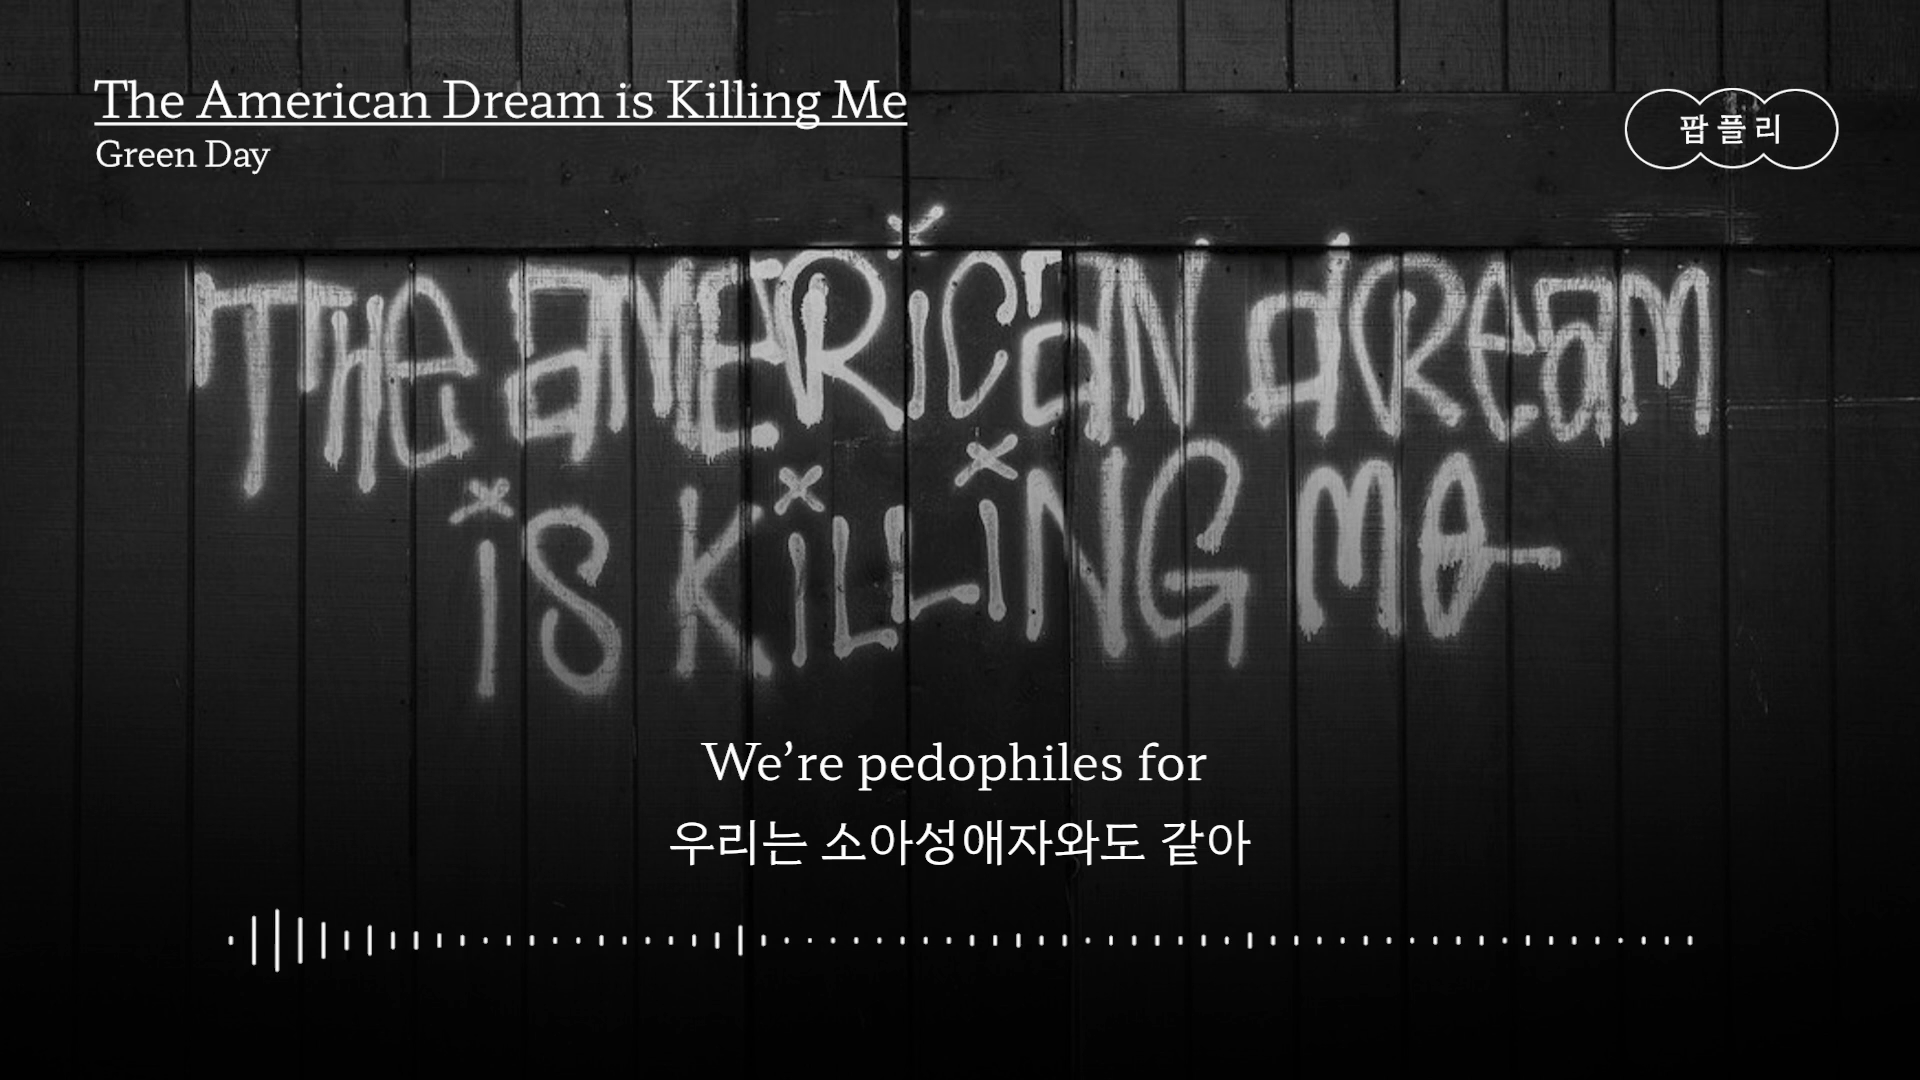 The American Dream is Killing Me
Green Day
팝플리
THE AMERICAN DREAM
iS KiLLiNG Me
We're pedophiles for
우리는 소아성애자와도 같아